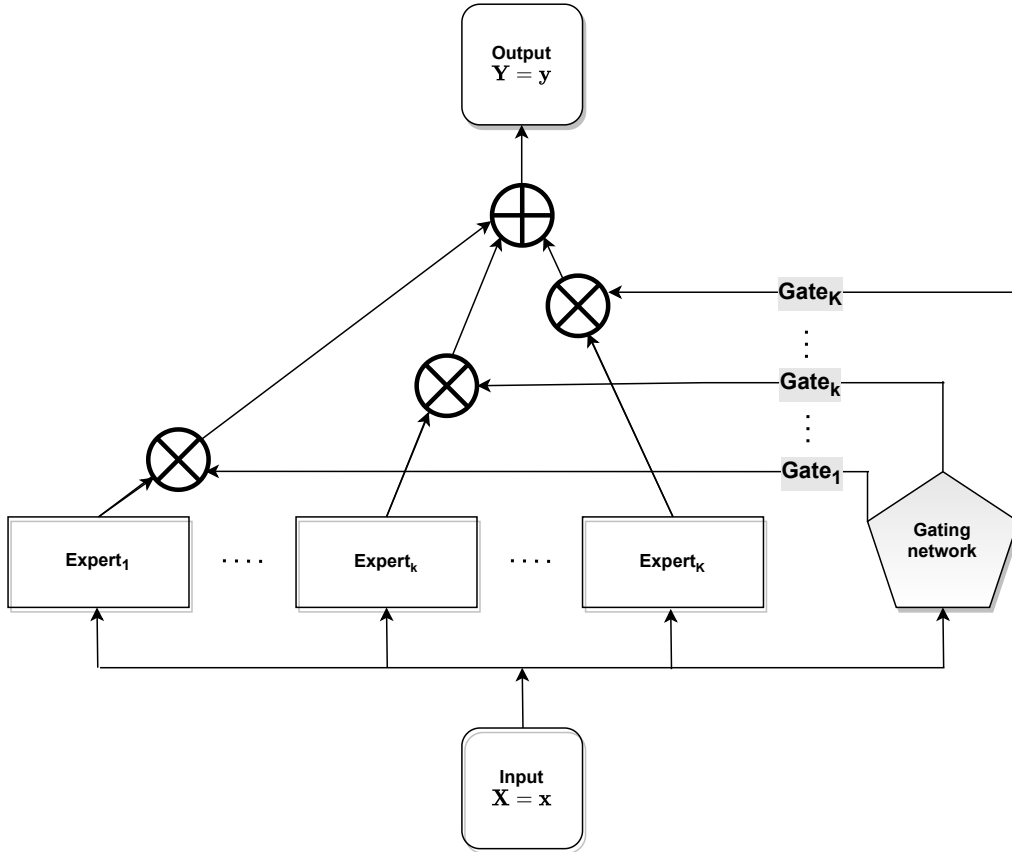 Output
Y = y
Gate_K
Gate_k
Gate_1
Expert_1
Expert_k
Expert_K
Gating
network
Input
X = x